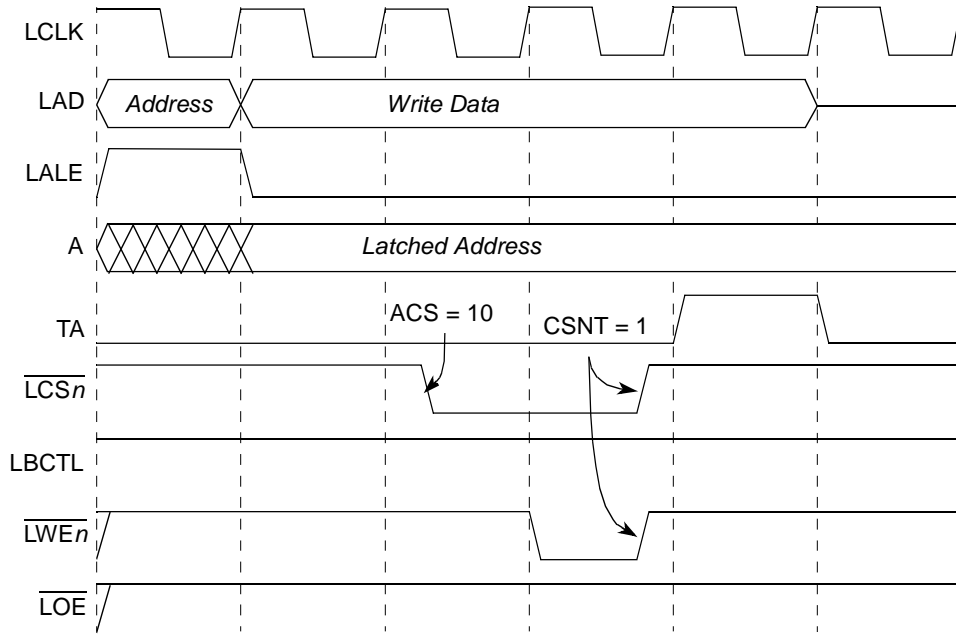 LCLK
LAD Address Write Data
LALE
A Latched Address
TA ACS = 10 CSNT = 1
LCSn
LBCTL
LWEn
LOE